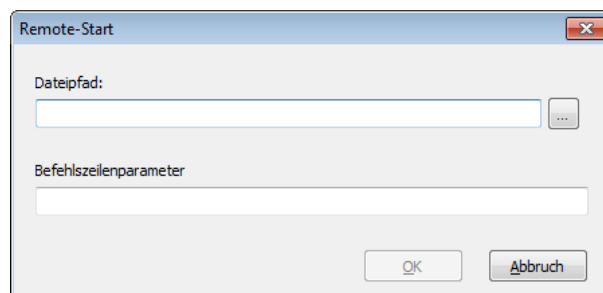 Remote-Start
Dateipfad:
...
Befehlszeilenparameter
OK
Abbruch